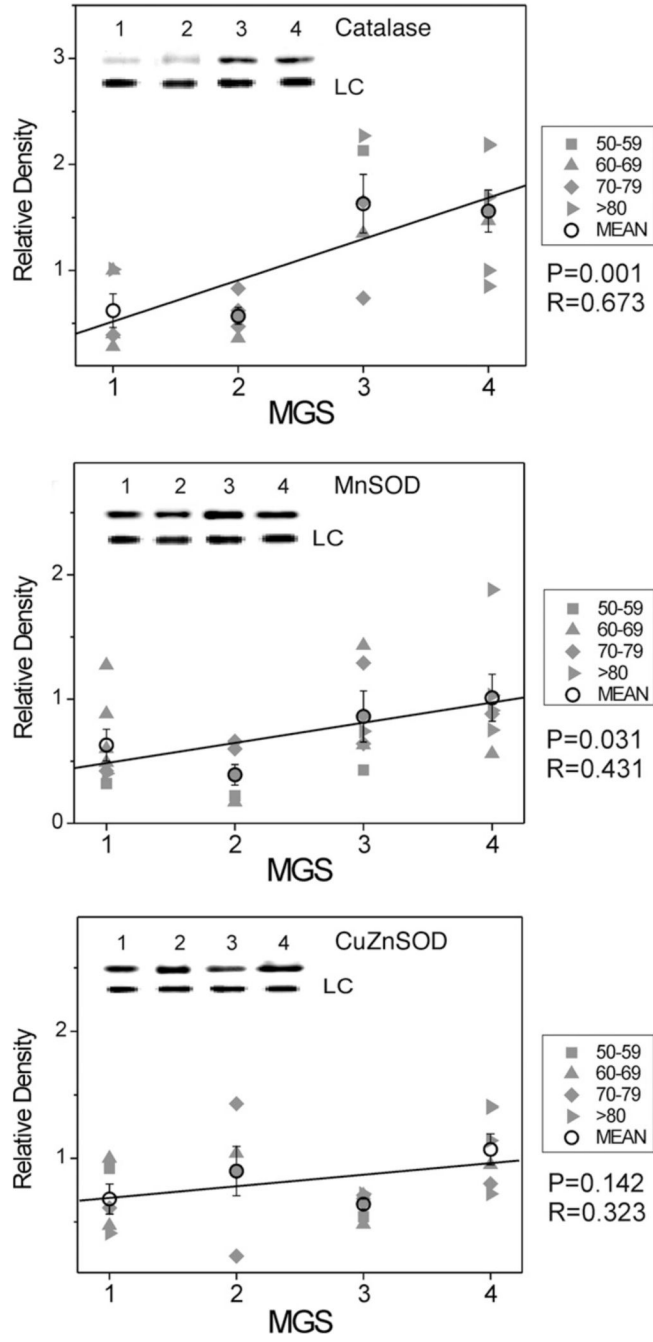 1 2 3 4 Catalase
LC
3
2
1
Relative Density
1 2 3 4
MGS
50-59
60-69
70-79
>80
MEAN
P=0.001
R=0.673
1 2 3 4 MnSOD
LC
2
1
0
Relative Density
1 2 3 4
MGS
50-59
60-69
70-79
>80
MEAN
P=0.031
R=0.431
1 2 3 4 CuZnSOD
LC
2
1
Relative Density
1 2 3 4
MGS
50-59
60-69
70-79
>80
MEAN
P=0.142
R=0.323